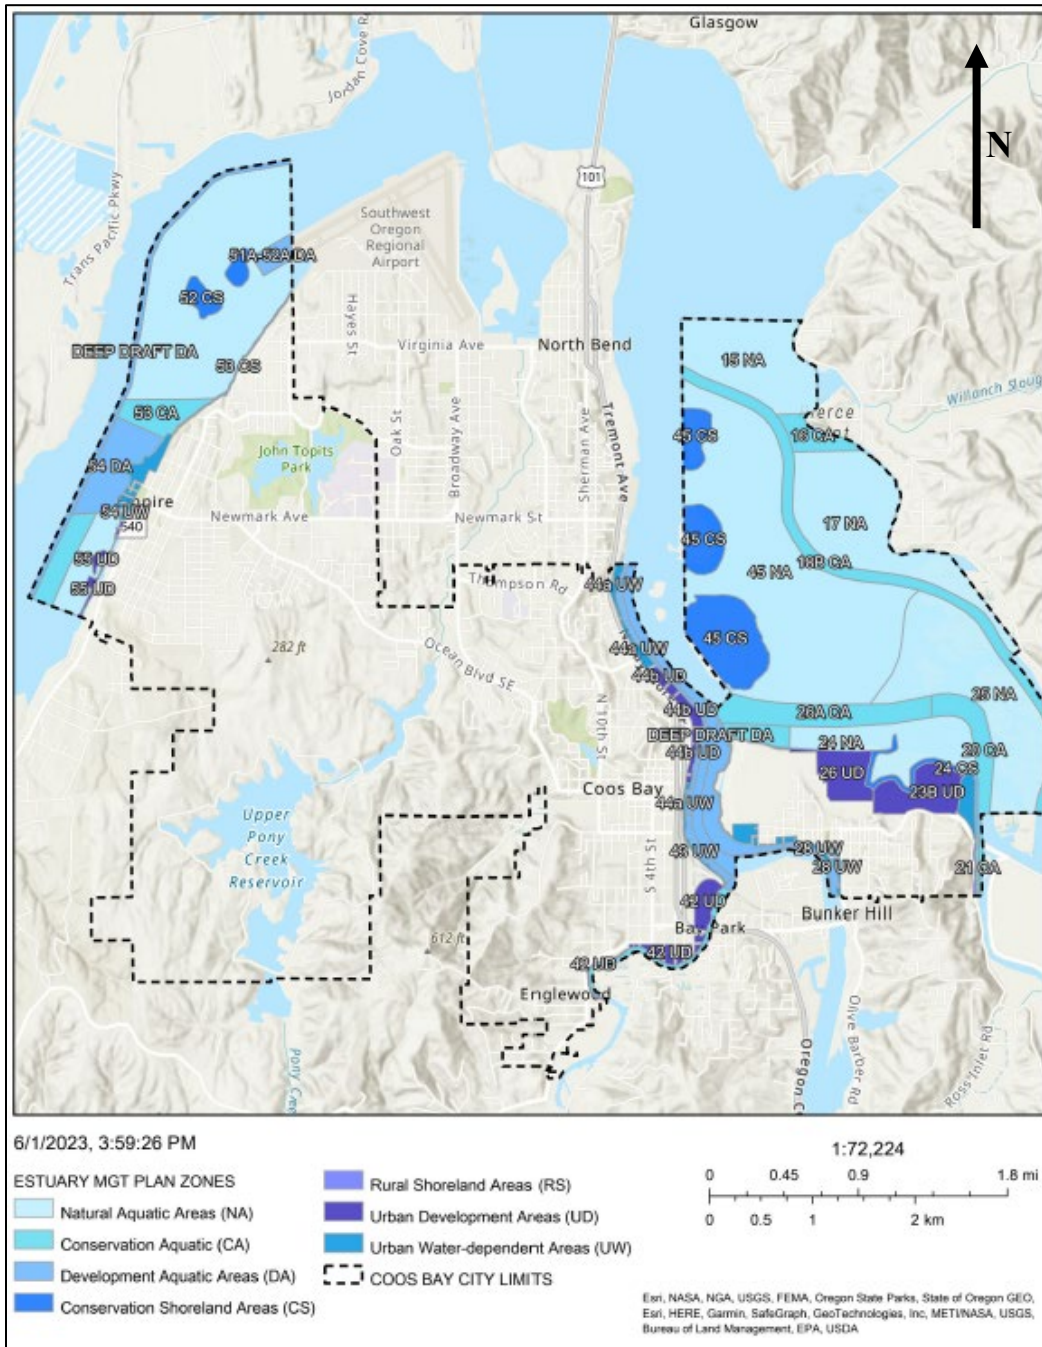 Glasgow
Jordan Cove R
N
101
Trans Pacific Pkwy
Southwest
Oregon
Regional
Airport
51A-52A DA
52 CS
Hayes St
DEEP DRAFT DA
Virginia Ave
North Bend
15 NA
53 CS
Willanch Sloug
53 CA
Oak St
Broadway Ave
Sherman Ave
Tremont Ave
45 CS
16 CA
John Topits
Park
54 DA
54 UW
Newmark Ave
Newmark St
540
17 NA
45 CS
18B CA
45 NA
55 UD
55 UD
Thompson Rd
44a UW
45 CS
282 ft
Ocean Blvd SE
44a UW
44b UD
N 10th St
44b UD
25 NA
26A CA
DEEP DRAFT DA
24 NA
44b UD
20 CA
26 UD
24 CS
23B UD
Coos Bay
44a UW
Upper
Pony
Creek
Reservoir
S 4th St
43 UW
28 UW
28 UW
21 CA
42 UD
Bunker Hill
Bay Park
612 ft
42 UD
42 UD
Englewood
Pony Cree
Oregon C
Olive Barber Rd
Ross Inlet Rd
6/1/2023, 3:59:26 PM
1:72,224
0 0.45 0.9 1.8 mi
0 0.5 1 2 km
ESTUARY MGT PLAN ZONES
Natural Aquatic Areas (NA)
Conservation Aquatic (CA)
Development Aquatic Areas (DA)
Conservation Shoreland Areas (CS)
Rural Shoreland Areas (RS)
Urban Development Areas (UD)
Urban Water-dependent Areas (UW)
COOS BAY CITY LIMITS
Esri, NASA, NGA, USGS, FEMA, Oregon State Parks, State of Oregon GEO,
Esri, HERE, Garmin, SafeGraph, GeoTechnologies, Inc, METI/NASA, USGS,
Bureau of Land Management, EPA, USDA